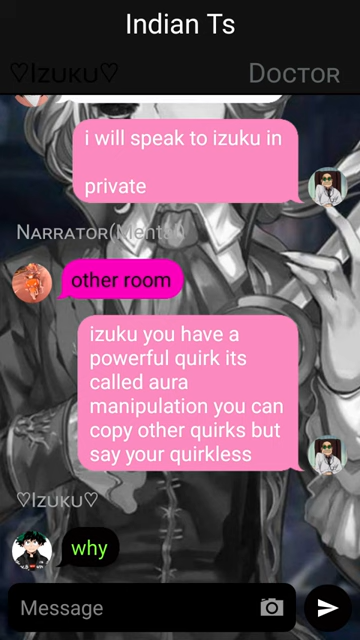 Indian Ts
♡Izuku♡ Doctor
i will speak to izuku in
private
Narrator(Mental)
other room
izuku you have a
powerful quirk its
called aura
manipulation you can
copy other quirks but
say your quirkless
♡Izuku♡
why
Message